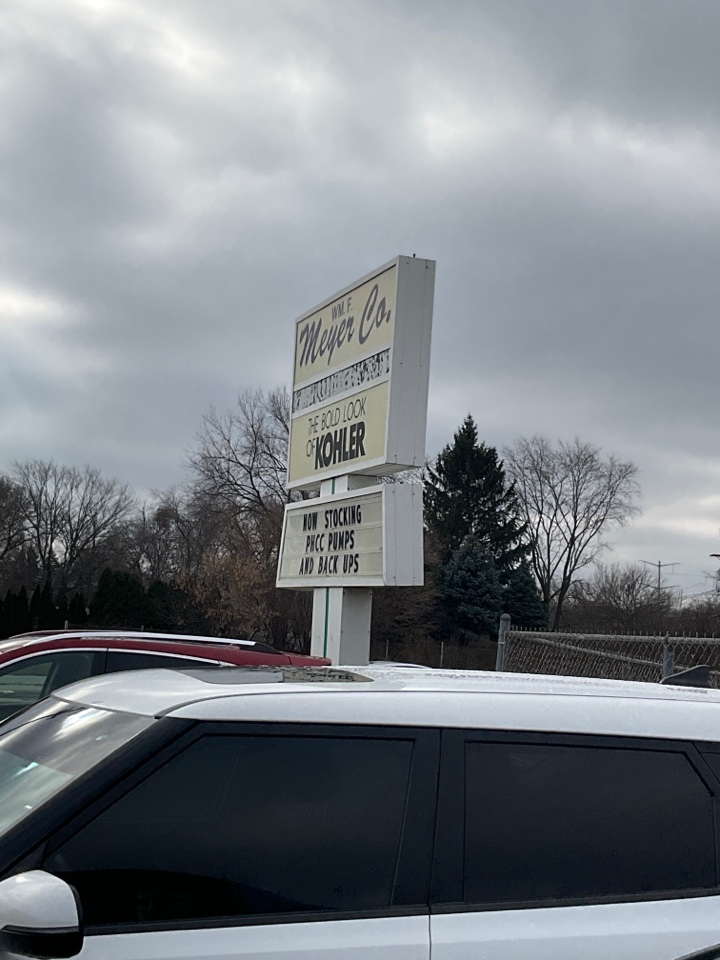 WM. F.
Meyer Co.
THE BOLD LOOK
OF KOHLER
NOW STOCKING
PHCC PUMPS
AND BACK UPS